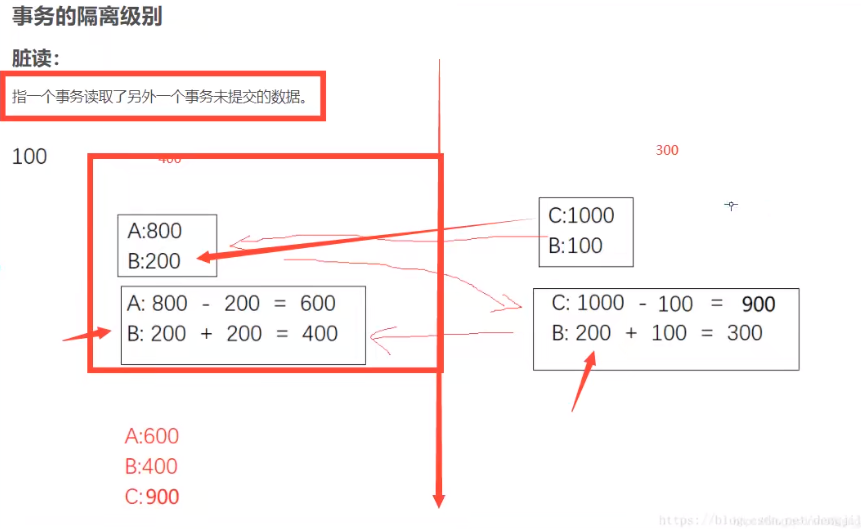 事务的隔离级别
脏读：
指一个事务读取了另外一个事务未提交的数据。
100
400
300
A:800
B:200
C:1000
B:100
A: 800 - 200 = 600
B: 200 + 200 = 400
C: 1000 - 100 = 900
B: 200 + 100 = 300
A:600
B:400
C:900